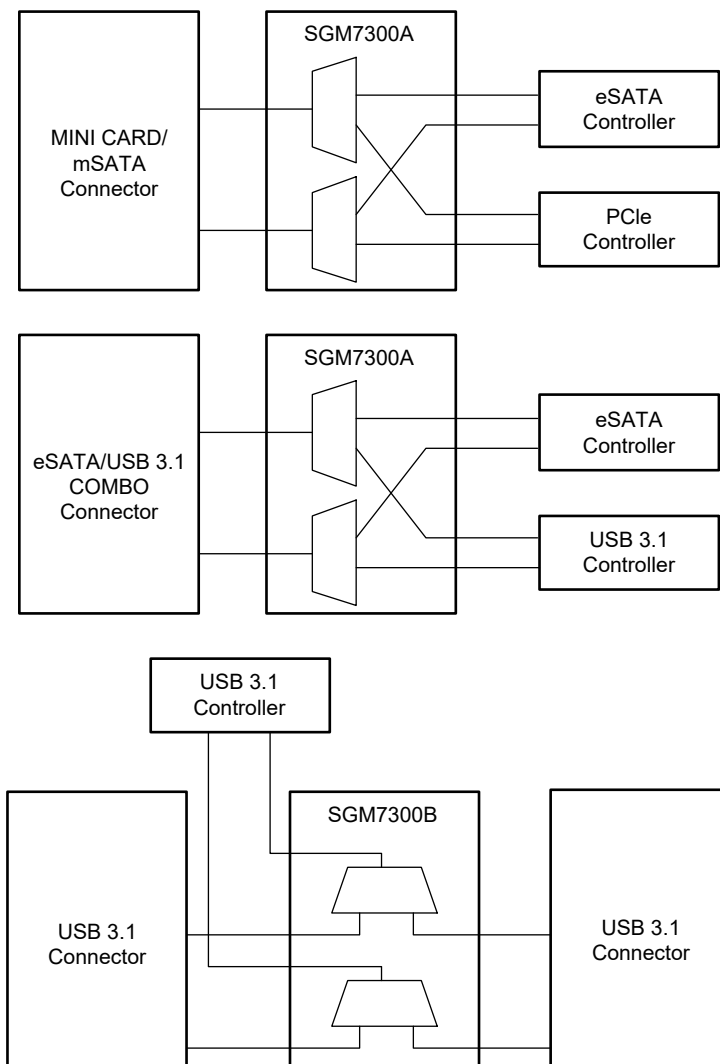 SGM7300A
MINI CARD/
mSATA
Connector
eSATA
Controller
PCIe
Controller
SGM7300A
eSATA/USB 3.1
COMBO
Connector
eSATA
Controller
USB 3.1
Controller
USB 3.1
Controller
SGM7300B
USB 3.1
Connector
USB 3.1
Connector